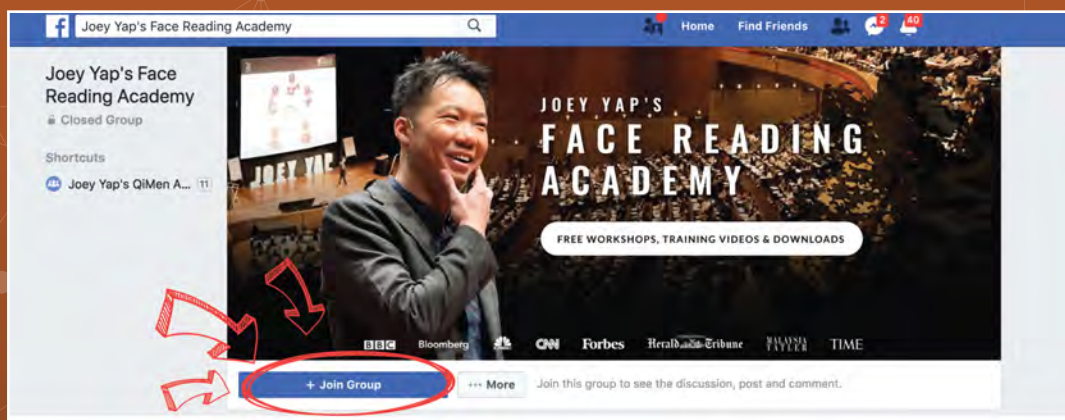 Joey Yap's Face Reading Academy
Home
Find Friends
2
40
Joey Yap's Face
Reading Academy
Closed Group
Shortcuts
Joey Yap's QiMen A... 11
JOEY YAP
JOEY YAP'S
FACE READING
ACADEMY
FREE WORKSHOPS, TRAINING VIDEOS & DOWNLOADS
BBC Bloomberg CNN Forbes Herald Tribune MALAYSIA TATLER TIME
+ Join Group
··· More
Join this group to see the discussion, post and comment.